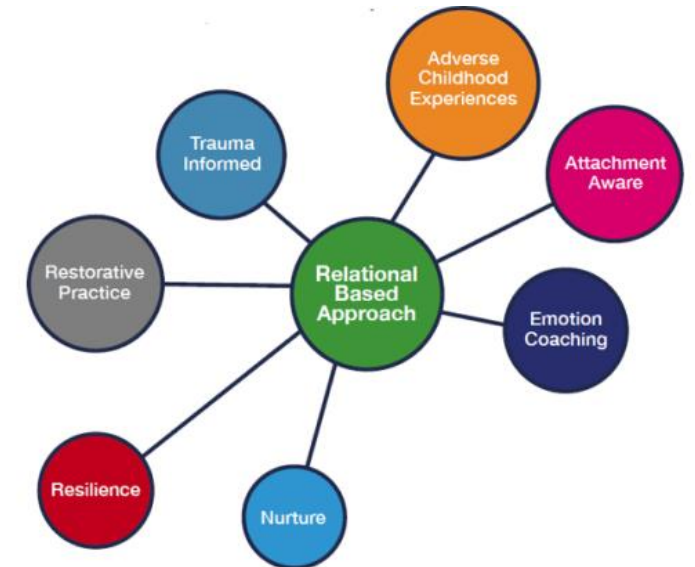 Adverse
Childhood
Experiences
Trauma
Informed
Attachment
Aware
Restorative
Practice
Relational
Based
Approach
Emotion
Coaching
Resilience
Nurture